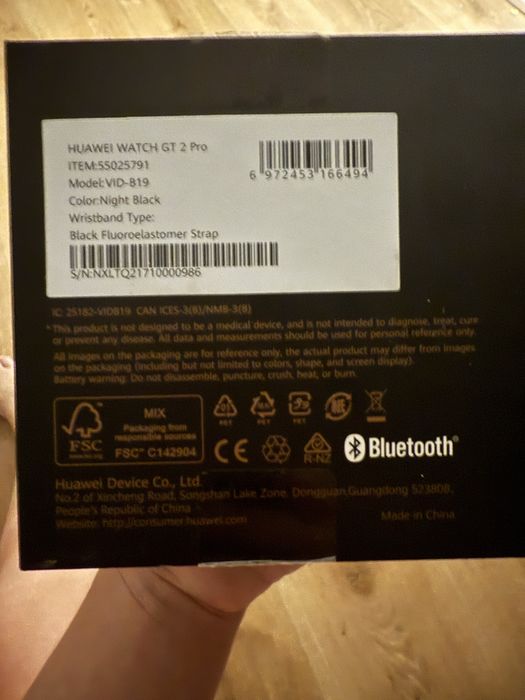 HUAWEI WATCH GT 2 Pro
ITEM:55025791
Model:VID-B19
Color:Night Black
Wristband Type:
Black Fluoroelastomer Strap
S/N:NXLTQ21710000986
6 972453 166494
IC: 25182-VIDB19 CAN ICES-3(B)/NMB-3(B)
* This product is not designed to be a medical device, and is not intended to diagnose, treat, cure
or prevent any disease. All data and measurements should be used for personal reference only.
All images on the packaging are for reference only, the actual product may differ from images
on the packaging (including but not limited to colors, shape, and screen display).
Battery warning: Do not disassemble, puncture, crush, heat, or burn.
FSC
www.fsc.org
MIX
Packaging from
responsible sources
FSC™ C142904
PET
CE
R-NZ
Bluetooth®
Huawei Device Co., Ltd.
No.2 of Xincheng Road, Songshan Lake Zone, Dongguan,Guangdong 523808,
People's Republic of China
Website: http://consumer.huawei.com
Made in China